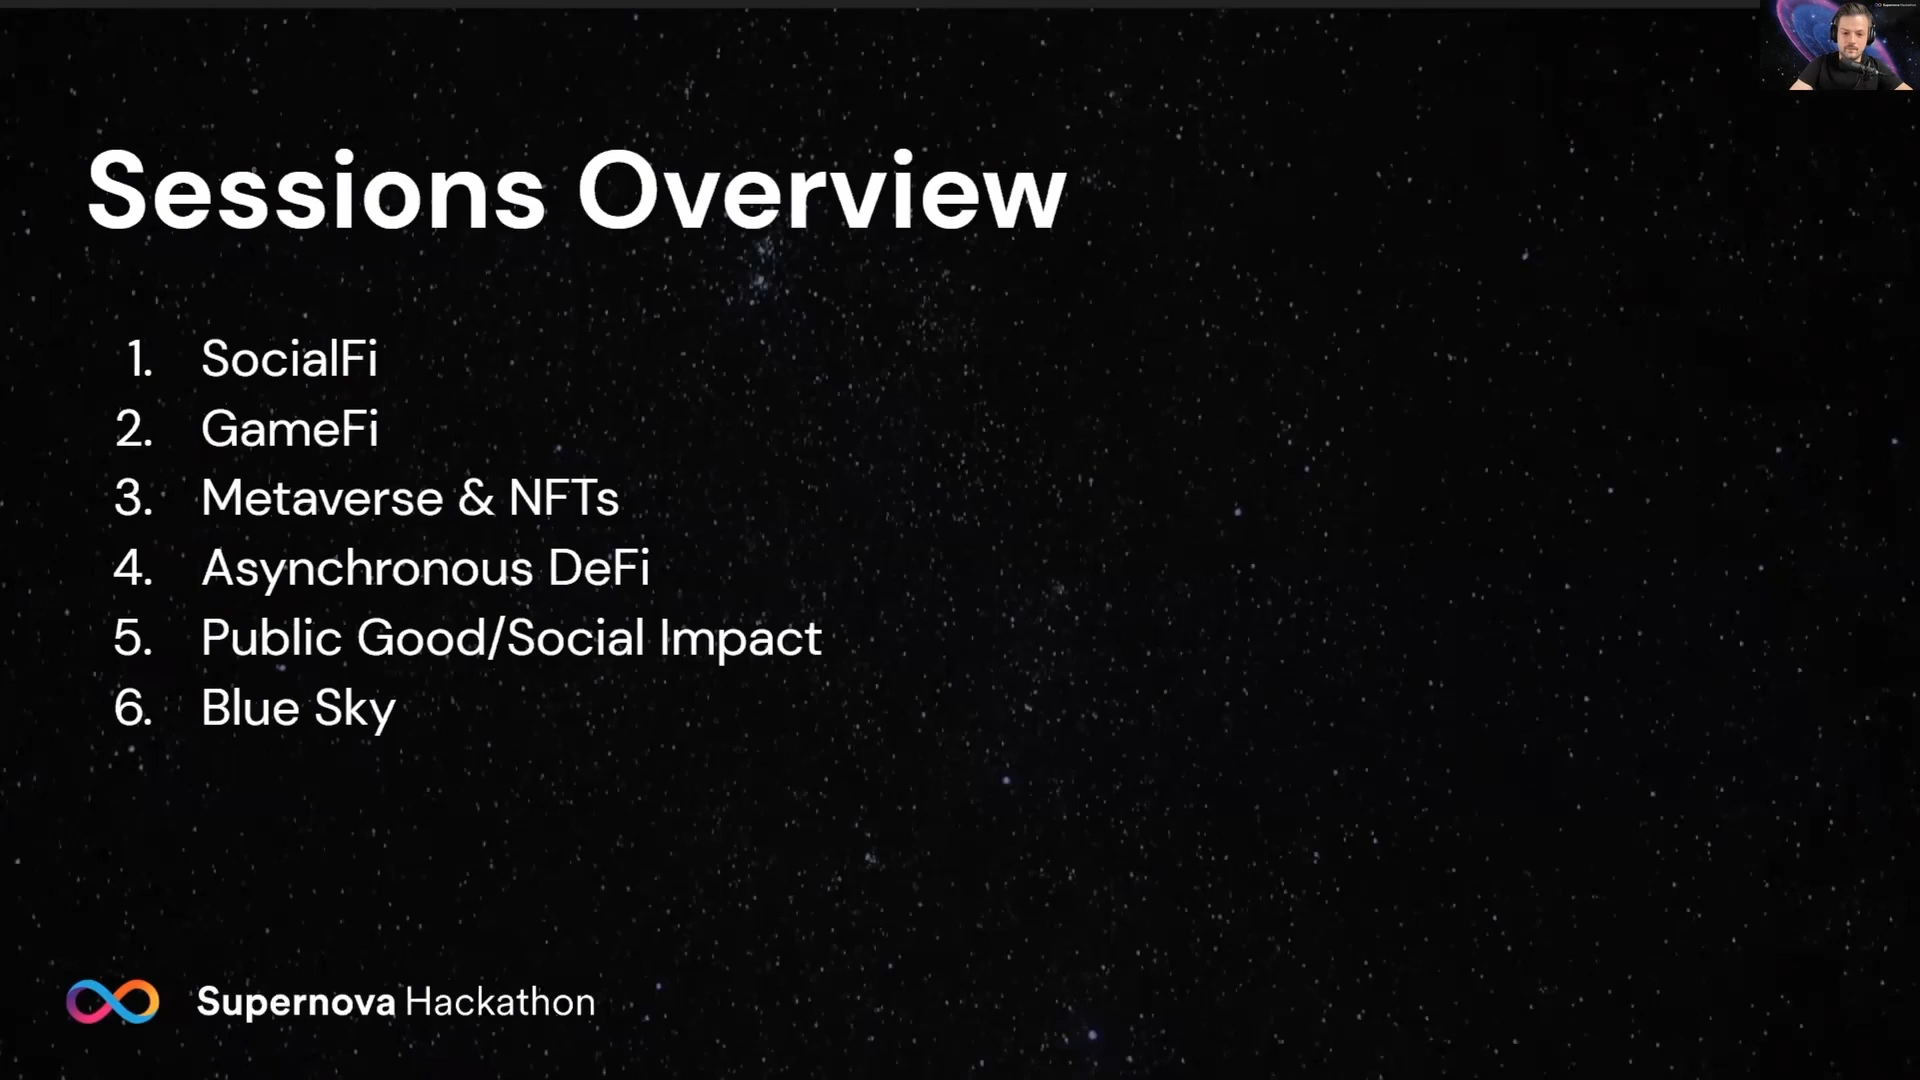 Sessions Overview
1. SocialFi
2. GameFi
3. Metaverse & NFTs
4. Asynchronous DeFi
5. Public Good/Social Impact
6. Blue Sky
Supernova Hackathon